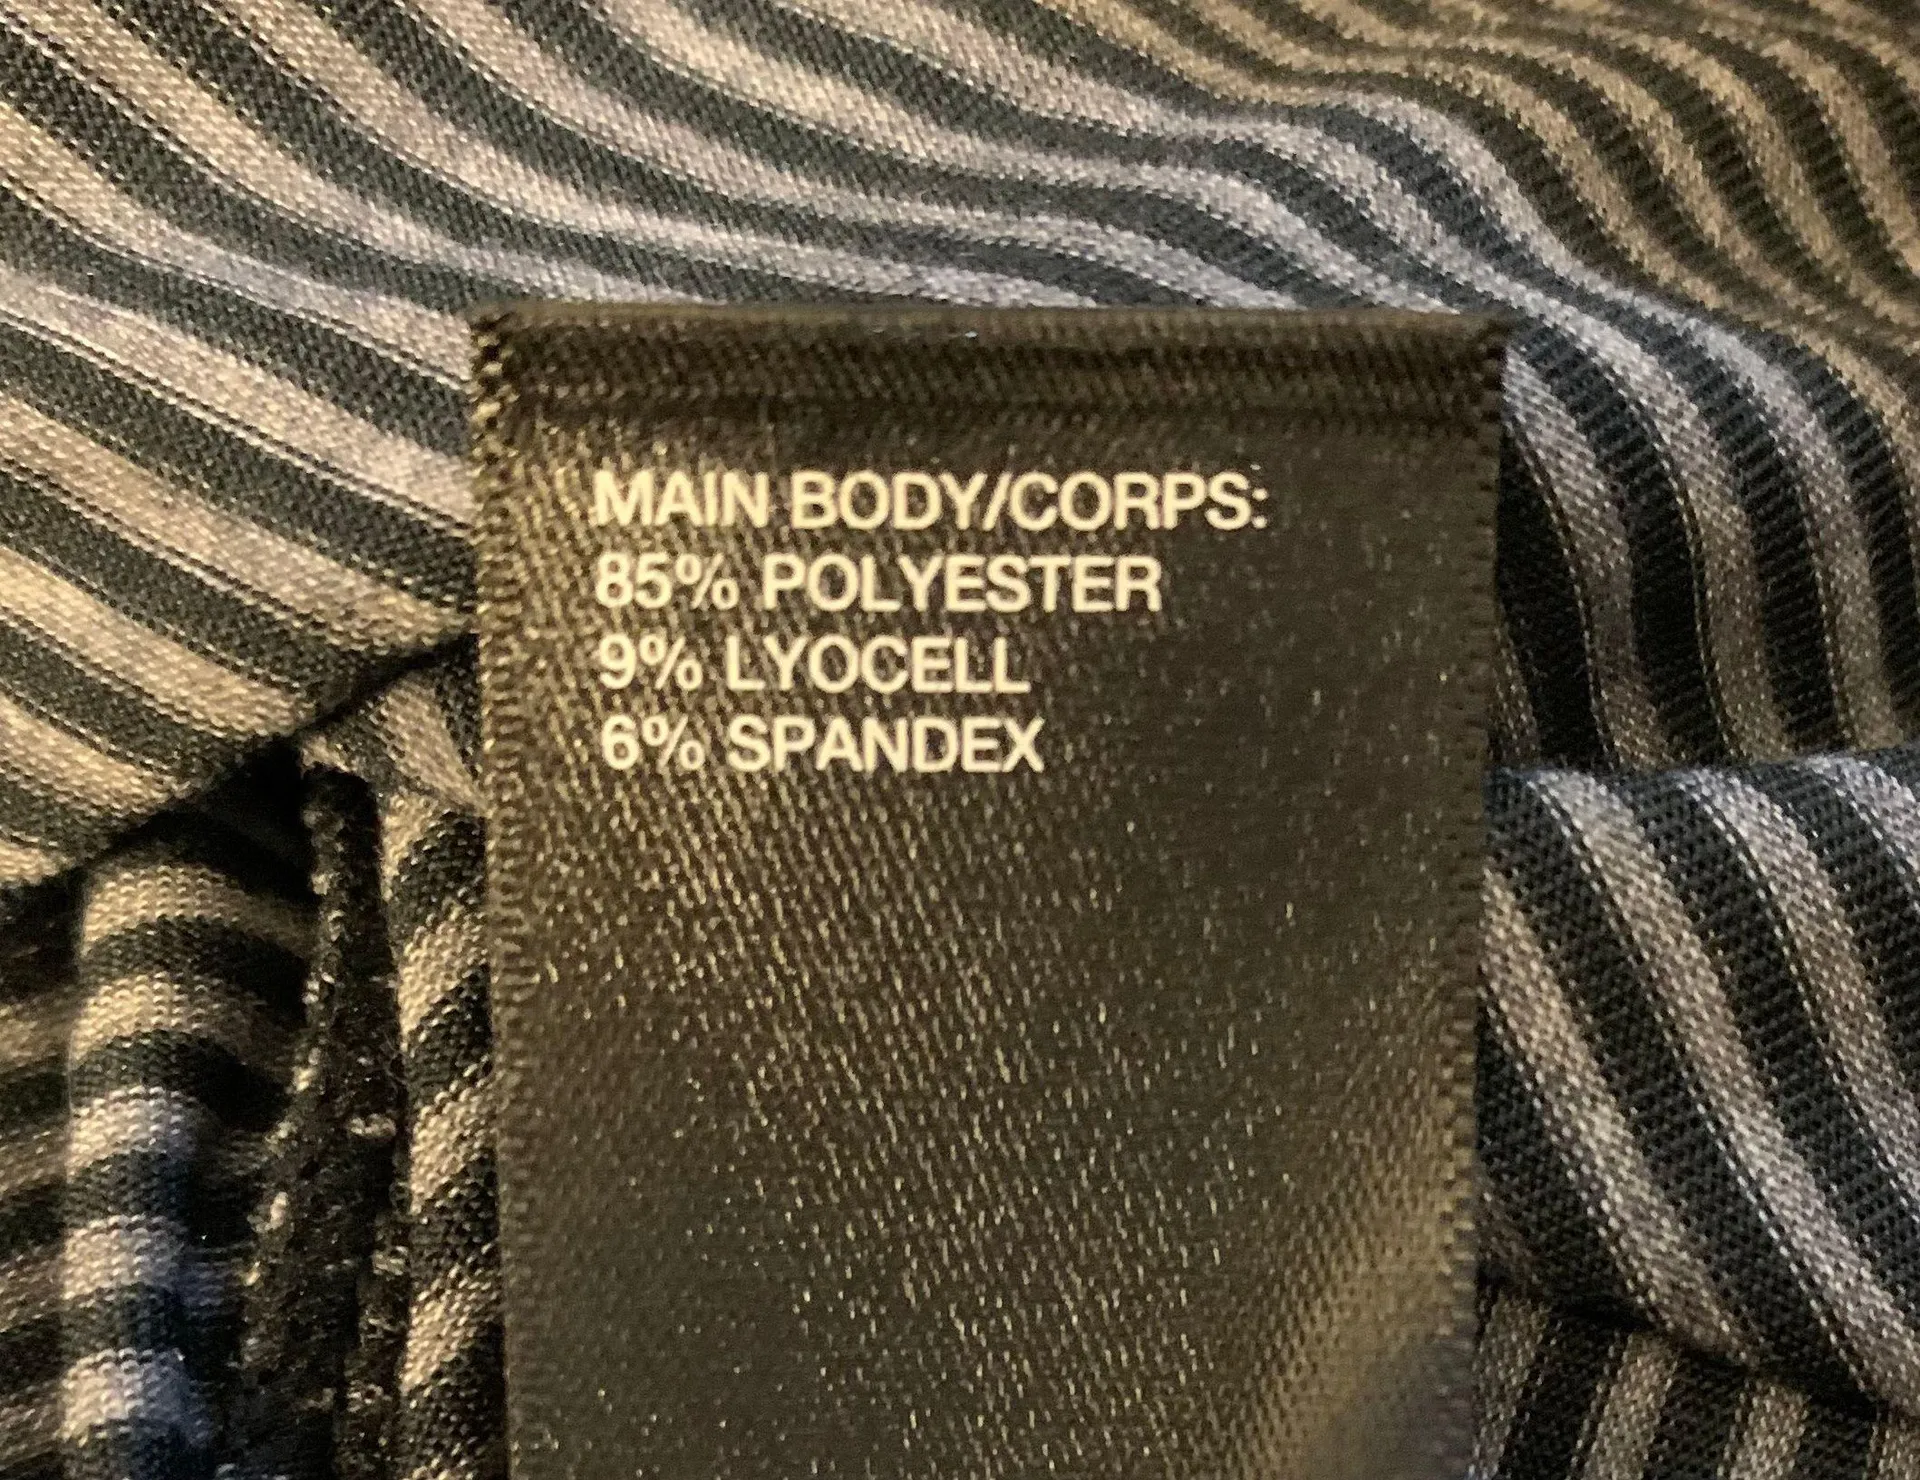 MAIN BODY/CORPS:
85% POLYESTER
9% LYOCELL
6% SPANDEX